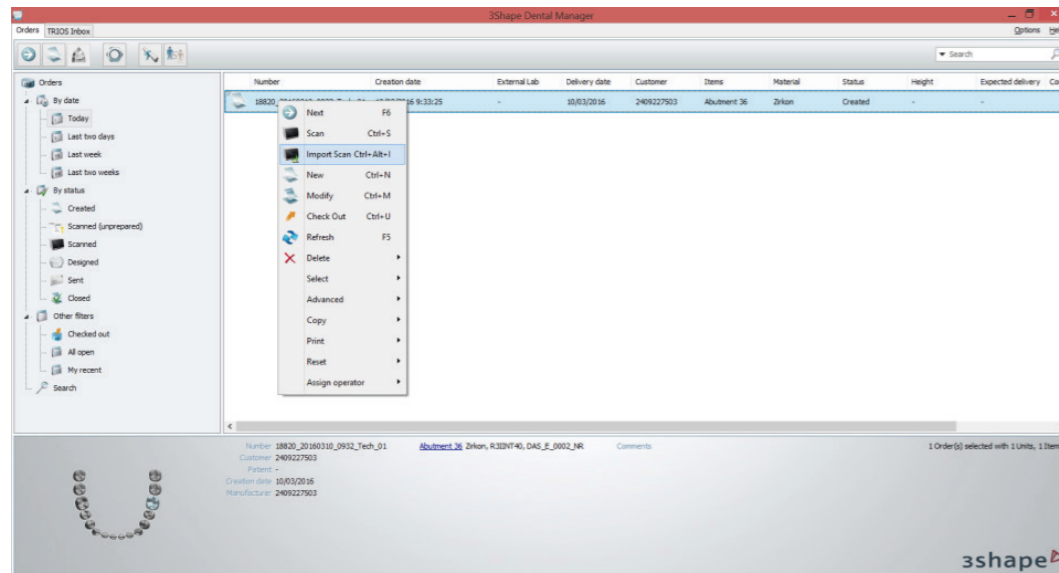 3Shape Dental Manager
Orders TRIOS Inbox Options
Search
Orders
By date
Today
Last two days
Last week
Last two weeks
By status
Created
Scanned (unprepared)
Scanned
Designed
Sent
Closed
Other filters
Checked out
All open
My recent
Search
Number Creation date External Lab Delivery date Customer Items Material Status Height Expected delivery
9:33:25 - 10/03/2016 2409227503 Abutment 36 Zirkon Created - -
Next F6
Scan Ctrl+S
Import Scan Ctrl+Alt+I
New Ctrl+N
Modify Ctrl+M
Check Out Ctrl+U
Refresh F5
Delete
Select
Advanced
Copy
Print
Reset
Assign operator
Number 18820_20160310_0932_Tech_01 Abutment 36 Zirkon, R3IINT40, DAS_E_0002_NR Comments 1 Order(s) selected with 1 Units, 1
Customer 2409227503
Patient -
Creation date 10/03/2016
Manufacturer 2409227503
3shape